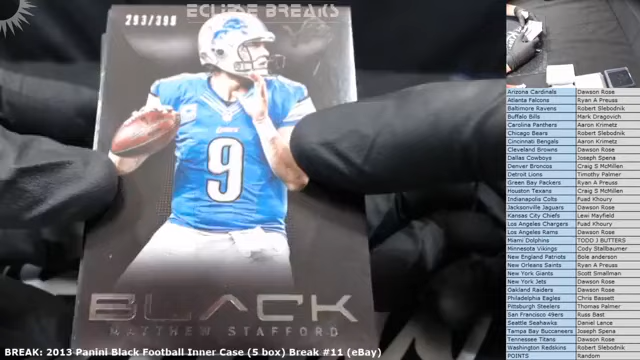 ECLIPSE BREAKS
293/399
LIONS
9
BLACK
MATTHEW STAFFORD
BREAK: 2013 Panini Black Football Inner Case (5 box) Break #11 (eBay)
Arizona Cardinals Dawson Rose
Atlanta Falcons Ryan A Preuss
Baltimore Ravens Robert Slebodnik
Buffalo Bills Mark Dragovich
Carolina Panthers Aaron Krimetz
Chicago Bears Robert Slebodnik
Cincinnati Bengals Aaron Krimetz
Cleveland Browns Dawson Rose
Dallas Cowboys Joseph Spena
Denver Broncos Craig S McMillen
Detroit Lions Timothy Palmer
Green Bay Packers Ryan A Preuss
Houston Texans Craig S McMillen
Indianapolis Colts Fuad Khoury
Jacksonville Jaguars Dawson Rose
Kansas City Chiefs Lewi Mayfield
Los Angeles Chargers Fuad Khoury
Los Angeles Rams Dawson Rose
Miami Dolphins TODD J BUTTERS
Minnesota Vikings Cody Stallbaumer
New England Patriots Bole anderson
New Orleans Saints Ryan A Preuss
New York Giants Scott Smallman
New York Jets Dawson Rose
Oakland Raiders Dawson Rose
Philadelphia Eagles Chris Bassett
Pittsburgh Steelers Thomas Palmer
San Francisco 49ers Russ Bast
Seattle Seahawks Daniel Lance
Tampa Bay Buccaneers Joseph Spena
Tennessee Titans Dawson Rose
Washington Redskins Robert Slebodnik
POINTS Random